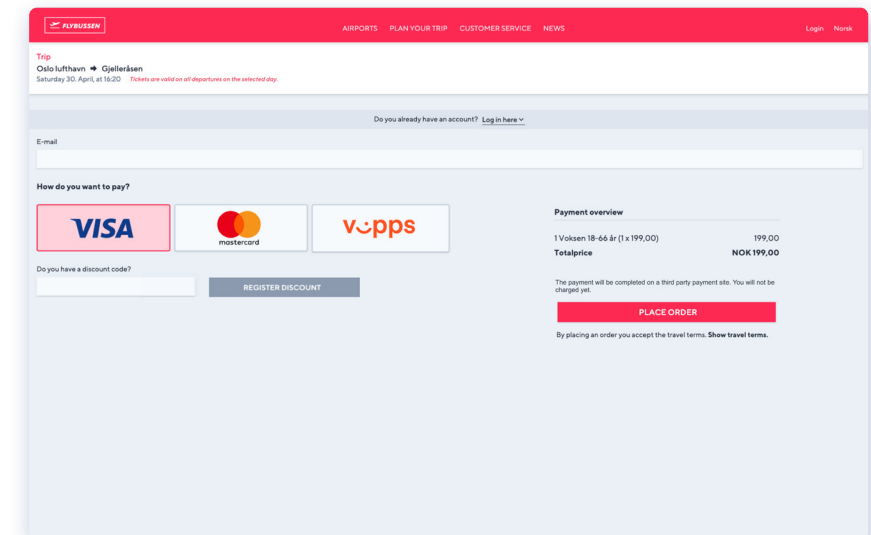 FLYBUSSEN
AIRPORTS PLAN YOUR TRIP CUSTOMER SERVICE NEWS
Login Norsk
Trip
Oslo lufthavn → Gjelleråsen
Saturday 30. April, at 16:20 Tickets are valid on all departures on the selected day.
Do you already have an account? Log in here
E-mail
How do you want to pay?
VISA
mastercard
vipps
Do you have a discount code?
REGISTER DISCOUNT
Payment overview
1 Voksen 18-66 år (1 x 199,00) 199,00
Totalprice NOK 199,00
The payment will be completed on a third party payment site. You will not be
charged yet.
PLACE ORDER
By placing an order you accept the travel terms. Show travel terms.